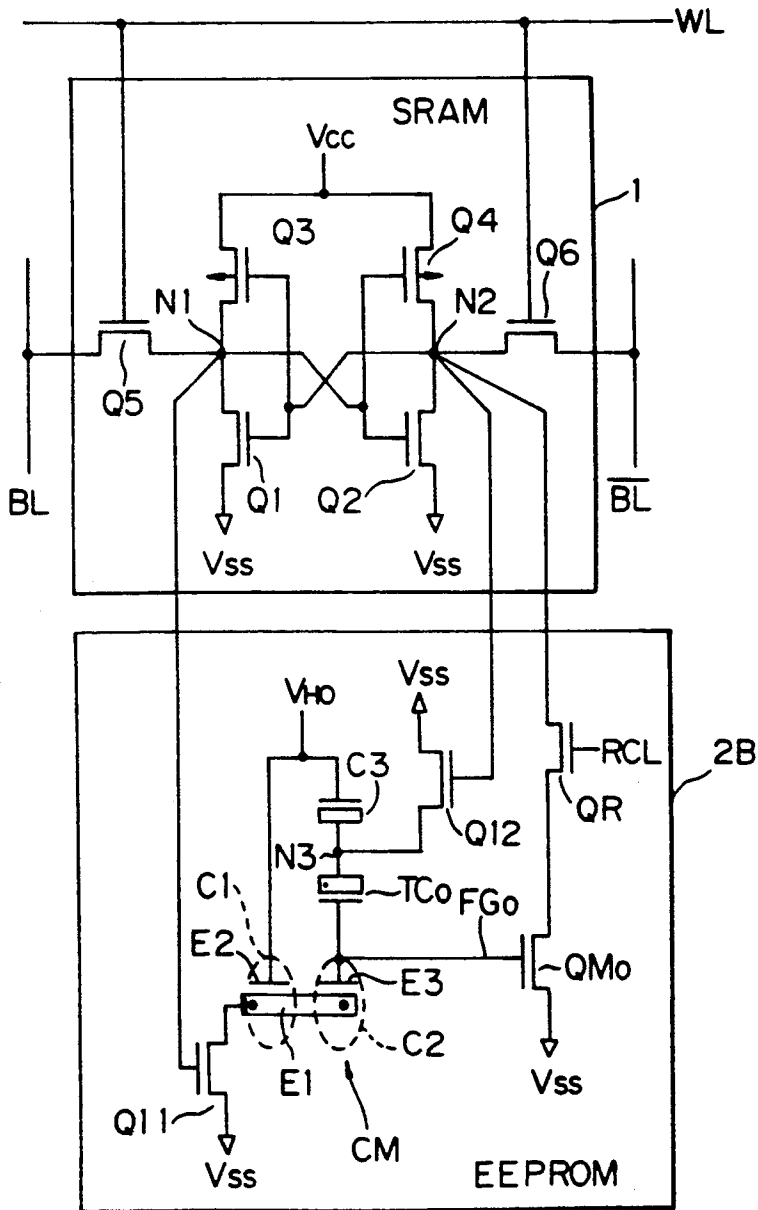 WL
SRAM
Vcc
1
Q3
Q4
Q6
N1
N2
Q5
Q1
Q2
BL
B̅L̅
Vss
Vss
Vss
VHO
C3
RCL
2B
QR
Q12
N3
TCo
C1
FGo
E2
E3
QMo
E1
C2
Q11
Vss
CM
Vss
EEPROM